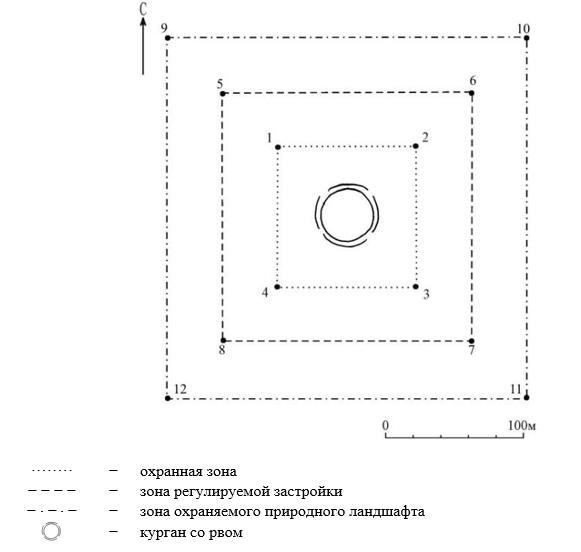 С
9
10
5
6
1
2
4
3
8
7
12
11
0
100м
– охранная зона
– зона регулируемой застройки
– зона охраняемого природного ландшафта
– курган со рвом